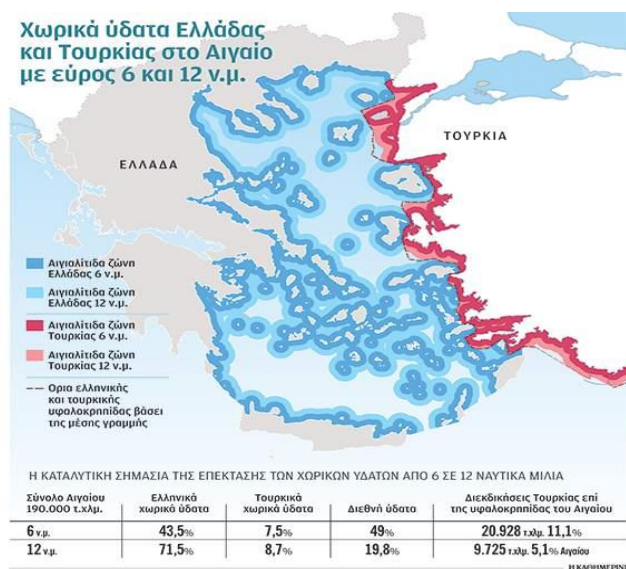 Χωρικά ύδατα Ελλάδας
και Τουρκίας στο Αιγαίο
με εύρος 6 και 12 ν.μ.
ΤΟΥΡΚΙΑ
ΕΛΛΑΔΑ
Αιγιαλίτιδα ζώνη
Ελλάδας 6 ν.μ.
Αιγιαλίτιδα ζώνη
Ελλάδας 12 ν.μ.
Αιγιαλίτιδα ζώνη
Τουρκίας 6 ν.μ.
Αιγιαλίτιδα ζώνη
Τουρκίας 12 ν.μ.
Ορια ελληνικής
και τουρκικής
υφαλοκρηπίδας βάσει
της μέσης γραμμής
Η ΚΑΤΑΛΥΤΙΚΗ ΣΗΜΑΣΙΑ ΤΗΣ ΕΠΕΚΤΑΣΗΣ ΤΩΝ ΧΩΡΙΚΩΝ ΥΔΑΤΩΝ ΑΠΟ 6 ΣΕ 12 ΝΑΥΤΙΚΑ ΜΙΛΙΑ
Σύνολο Αιγαίου
190.000 τ.χλμ.
Ελληνικά
χωρικά ύδατα
Τουρκικά
χωρικά ύδατα
Διεθνή ύδατα
Διεκδικήσεις Τουρκίας επί
της υφαλοκρηπίδας του Αιγαίου
6 ν.μ. 43,5% 7,5% 49% 20.928 τ.χλμ. 11,1%
12 ν.μ. 71,5% 8,7% 19,8% 9.725 τ.χλμ. 5,1% Αιγαίου
Η ΚΑΘΗΜΕΡΙΝΗ